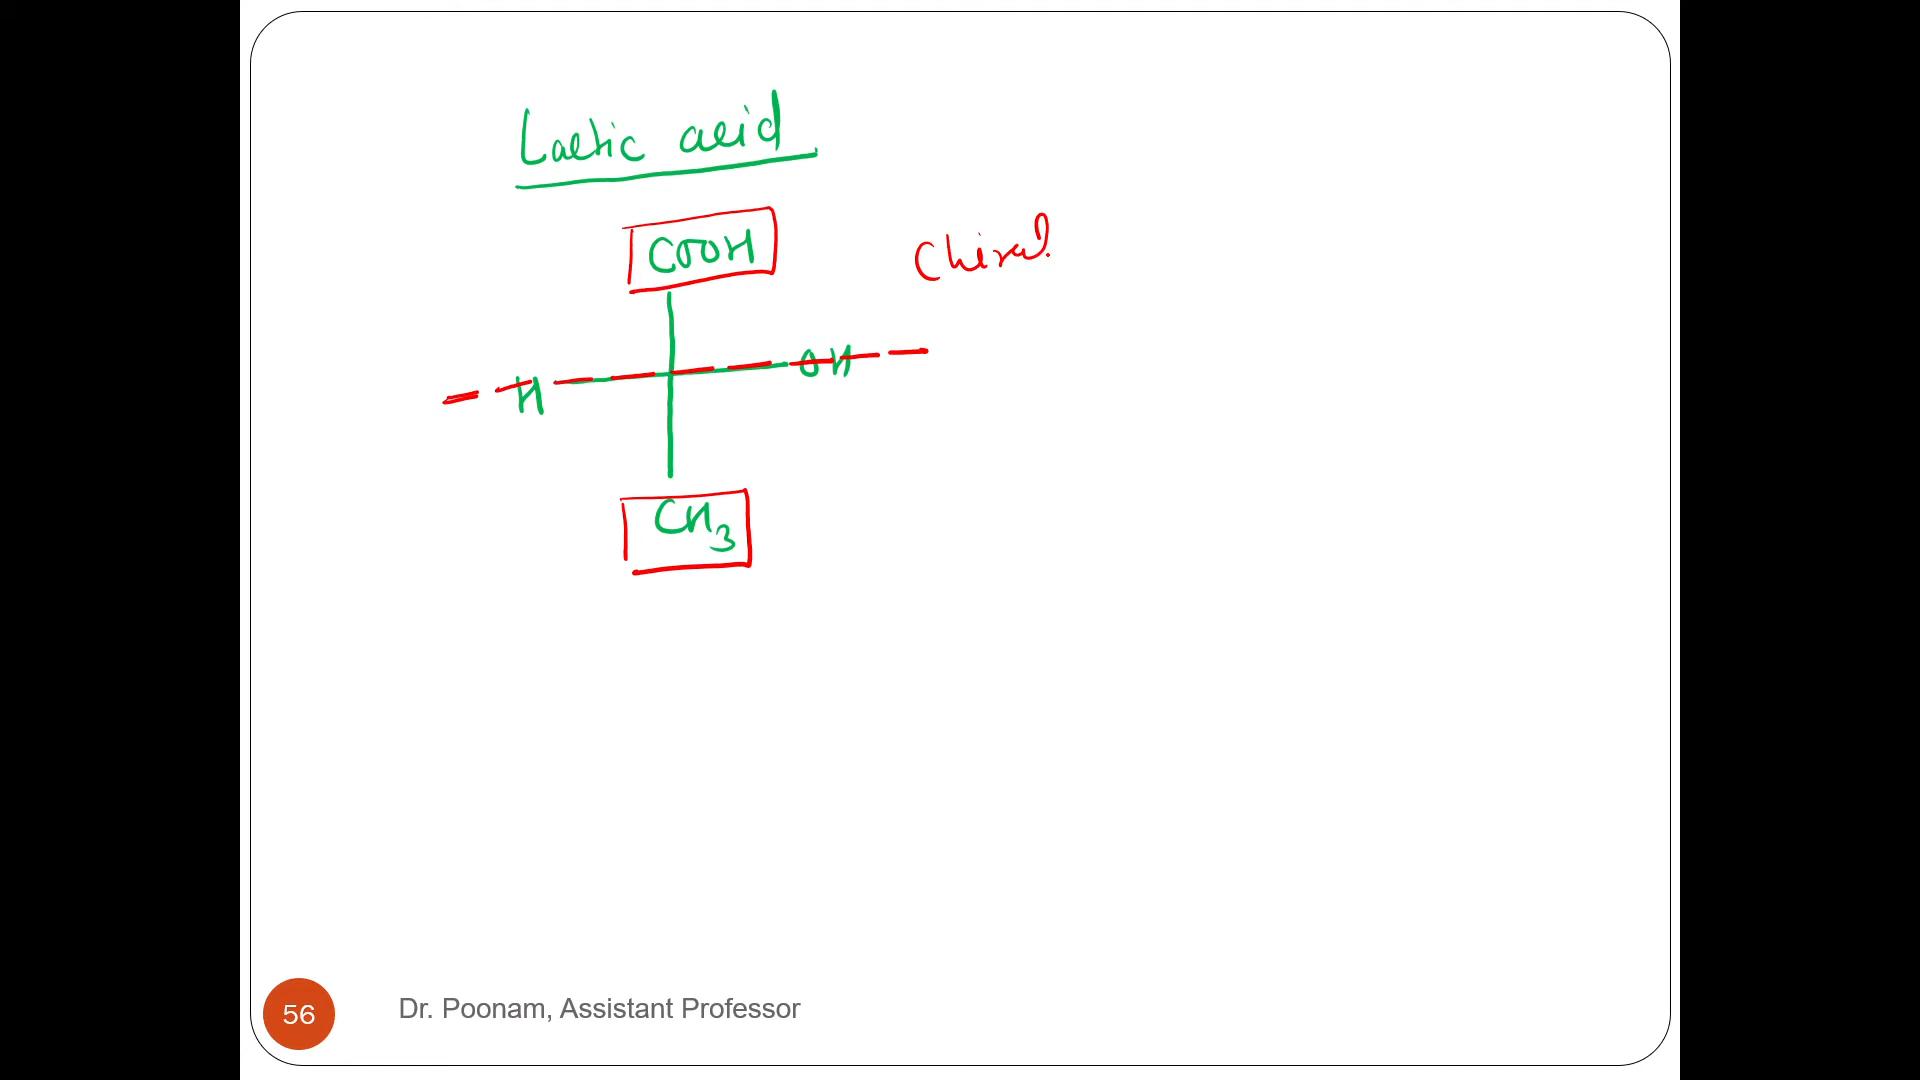 Lactic acid
COOH
Chiral.
H OH
CH3
56 Dr. Poonam, Assistant Professor